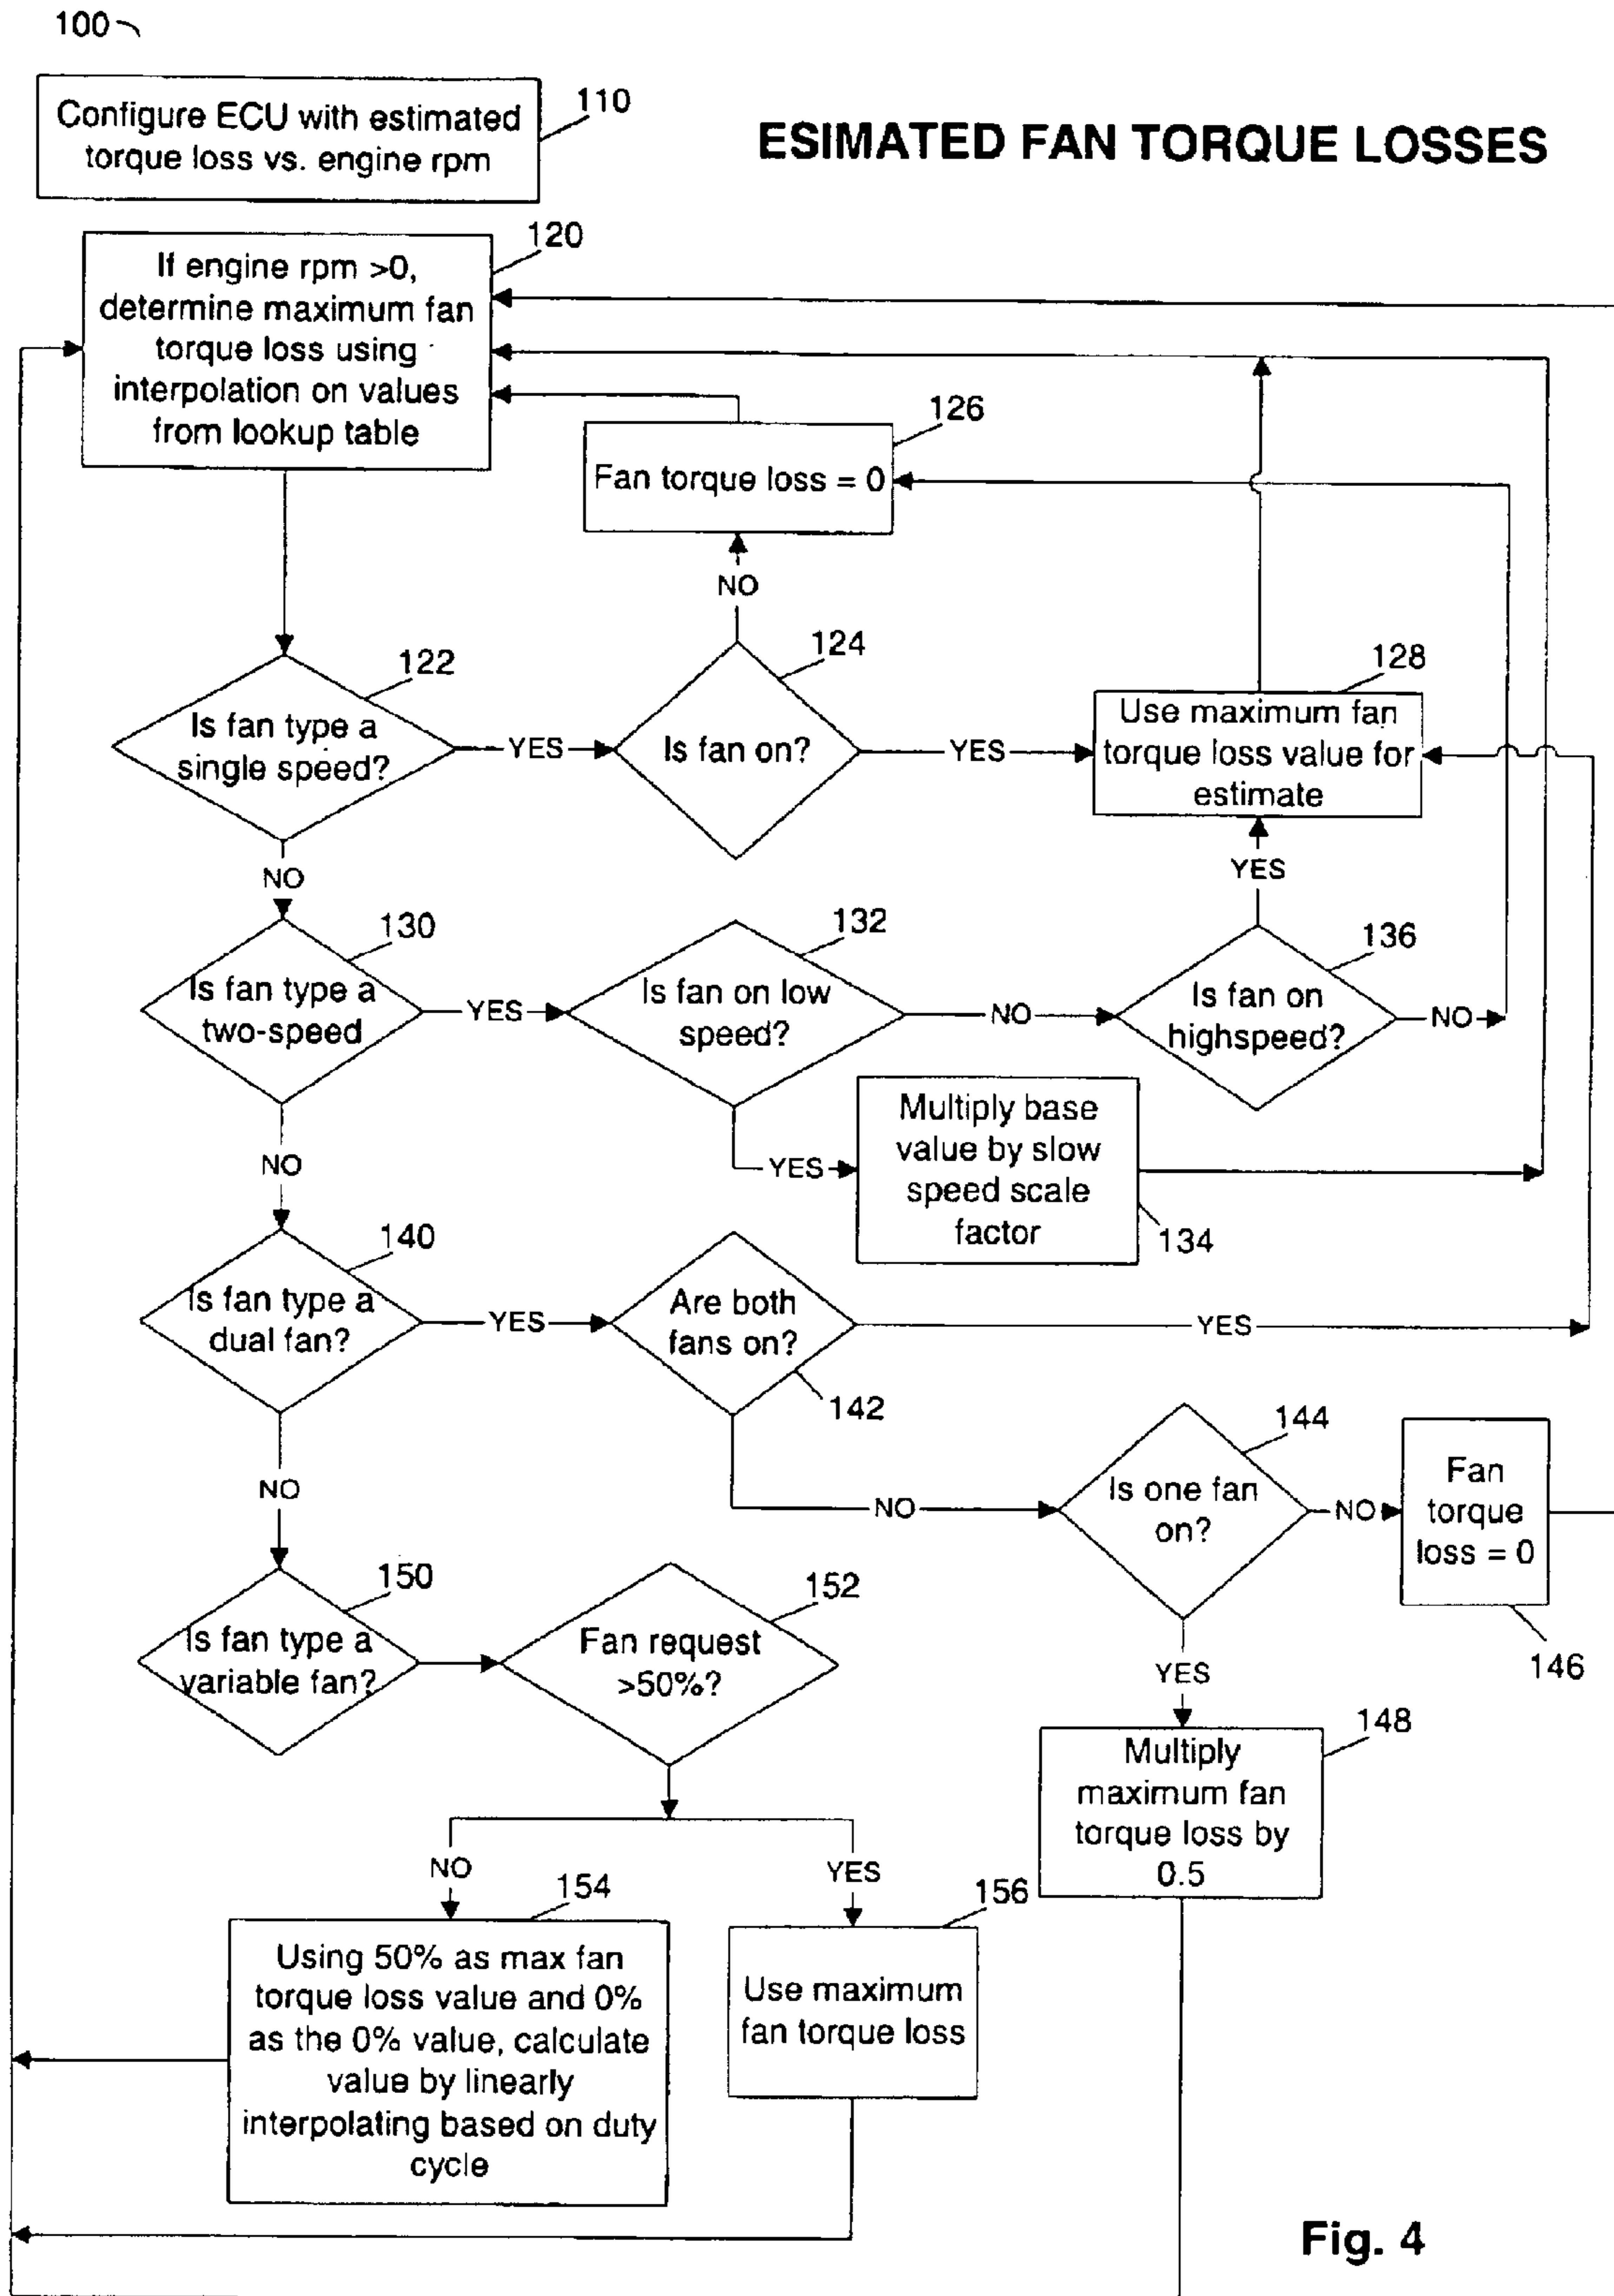 100
Configure ECU with estimated
torque loss vs. engine rpm
110
ESIMATED FAN TORQUE LOSSES
If engine rpm >0,
determine maximum fan
torque loss using
interpolation on values
from lookup table
120
126
Fan torque loss = 0
NO
122
Is fan type a
single speed?
YES
124
Is fan on?
YES
128
Use maximum fan
torque loss value for
estimate
NO
YES
130
Is fan type a
two-speed
YES
132
Is fan on low
speed?
NO
136
Is fan on
highspeed?
NO
YES
Multiply base
value by slow
speed scale
factor
134
NO
140
Is fan type a
dual fan?
YES
Are both
fans on?
142
YES
NO
144
Is one fan
on?
NO
Fan
torque
loss = 0
146
NO
150
Is fan type a
variable fan?
152
Fan request
>50%?
YES
148
Multiply
maximum fan
torque loss by
0.5
NO
YES
154
Using 50% as max fan
torque loss value and 0%
as the 0% value, calculate
value by linearly
interpolating based on duty
cycle
156
Use maximum
fan torque loss
Fig. 4